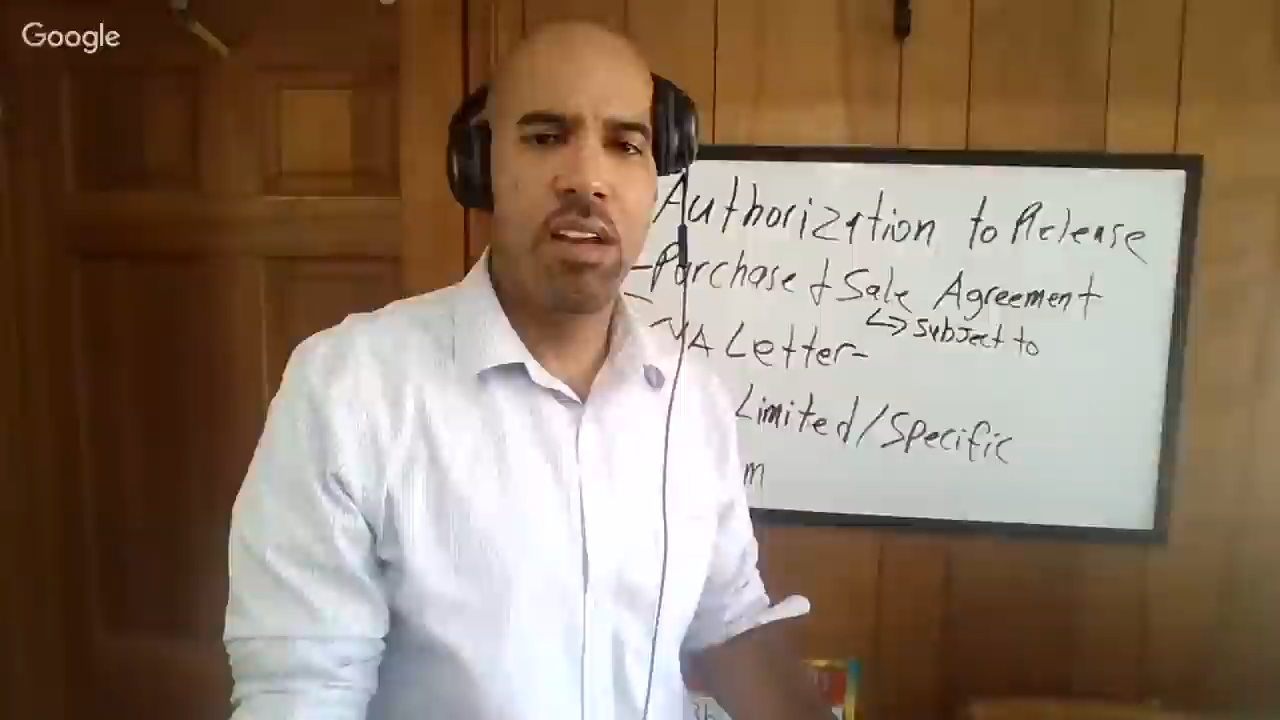 Google
Authorization to Release
- Purchase & Sale Agreement
↳ Subject to
A Letter-
Limited/Specific
m